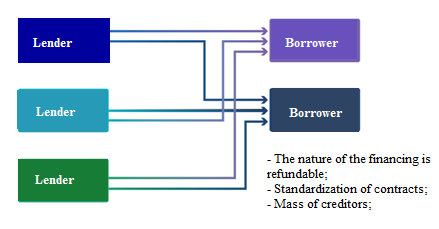 Lender
Borrower
Lender
Borrower
Lender
- The nature of the financing is
refundable;
- Standardization of contracts;
- Mass of creditors;